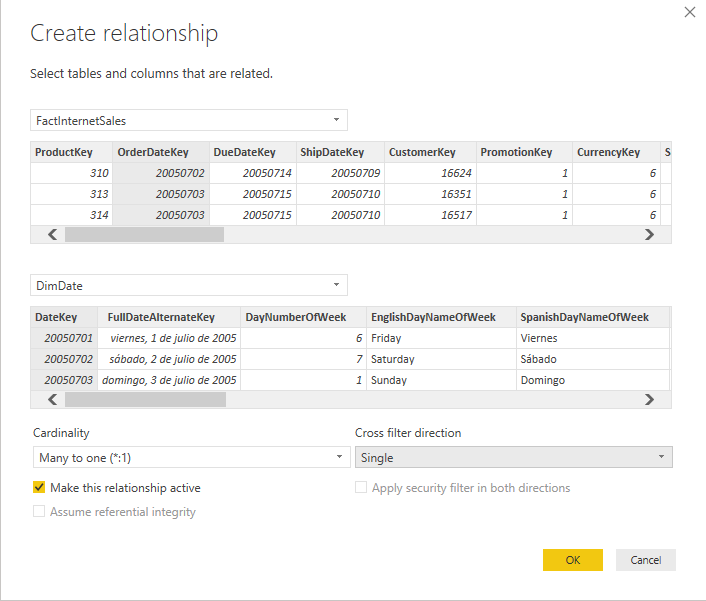 Create relationship
Select tables and columns that are related.
FactInternetSales
ProductKey OrderDateKey DueDateKey ShipDateKey CustomerKey PromotionKey CurrencyKey S
310 20050702 20050714 20050709 16624 1 6
313 20050703 20050715 20050710 16351 1 6
314 20050703 20050715 20050710 16517 1 6
DimDate
DateKey FullDateAlternateKey DayNumberOfWeek EnglishDayNameOfWeek SpanishDayNameOfWeek
20050701 viernes, 1 de julio de 2005 6 Friday Viernes
20050702 sábado, 2 de julio de 2005 7 Saturday Sábado
20050703 domingo, 3 de julio de 2005 1 Sunday Domingo
Cardinality Cross filter direction
Many to one (*:1) Single
Make this relationship active Apply security filter in both directions
Assume referential integrity
OK Cancel